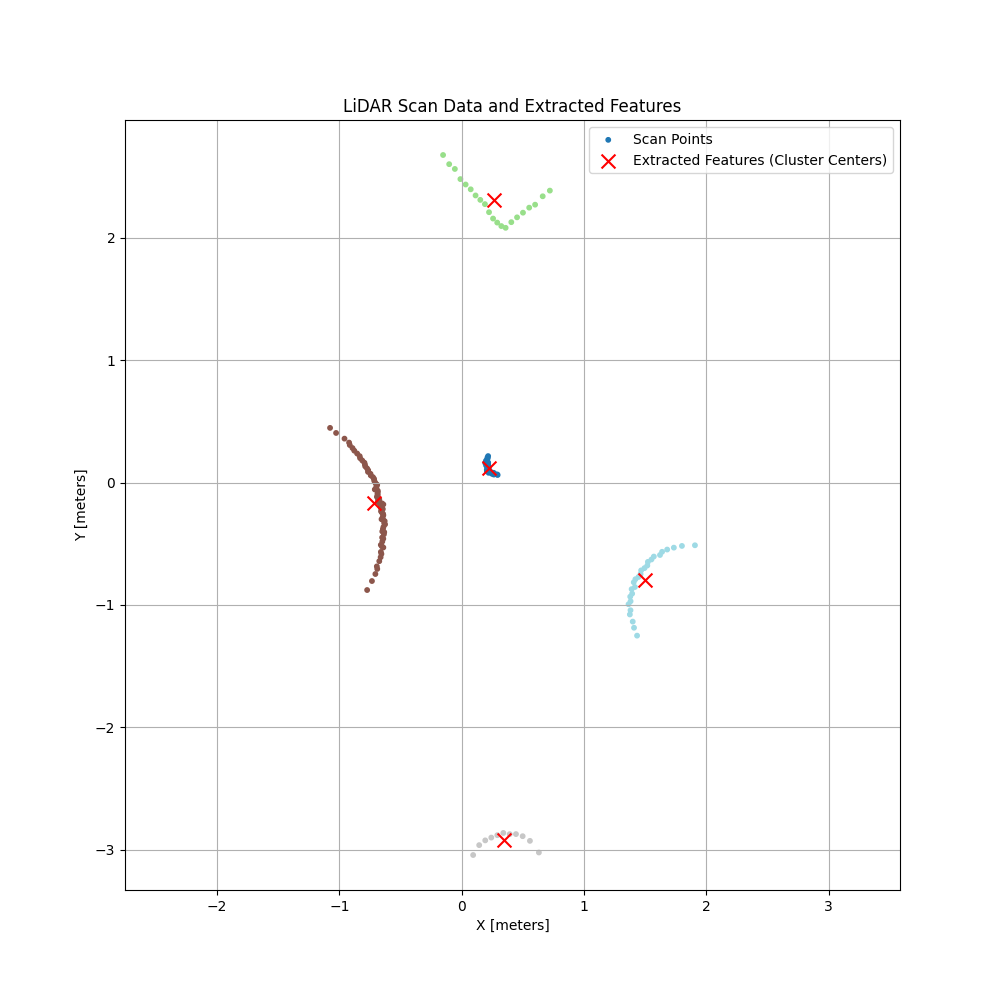 LiDAR Scan Data and Extracted Features
Scan Points
Extracted Features (Cluster Centers)
2
1
0
−1
−2
−3
Y [meters]
−2
−1
0
1
2
3
X [meters]